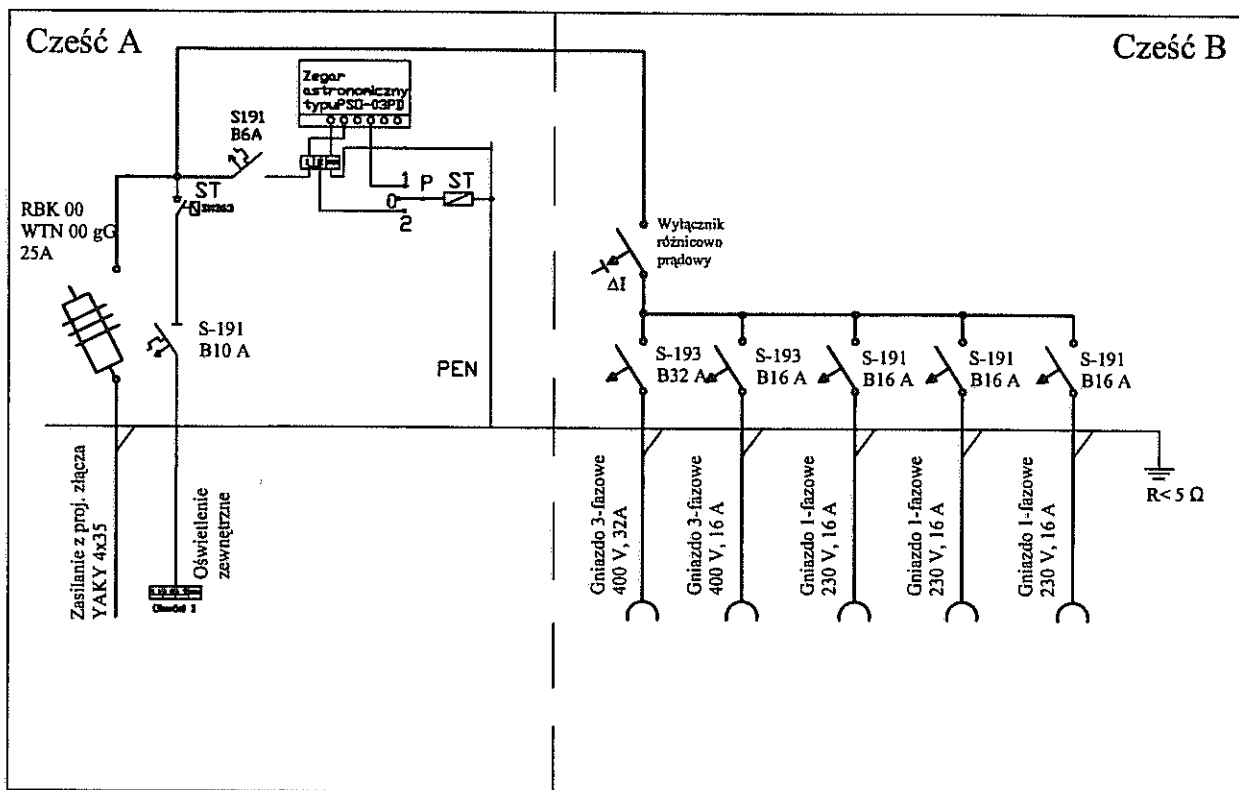 Cześć A
Cześć B
Zegar
astronomiczny
typuPSO-03PD
S191
B6A
ST
RBK 00
WTN 00 gG
25A
1
P
ST
0
2
Wyłącznik
różnicowo
prądowy
ΔI
S-191
B10 A
PEN
S-193
B32 A
S-193
B16 A
S-191
B16 A
S-191
B16 A
S-191
B16 A
Zasilanie z proj. złącza
YAKY 4x35
Oświetlenie
zewnętrzne
Gniazdo 3-fazowe
400 V, 32A
Gniazdo 3-fazowe
400 V, 16 A
Gniazdo 1-fazowe
230 V, 16 A
Gniazdo 1-fazowe
230 V, 16 A
Gniazdo 1-fazowe
230 V, 16 A
R< 5 Ω